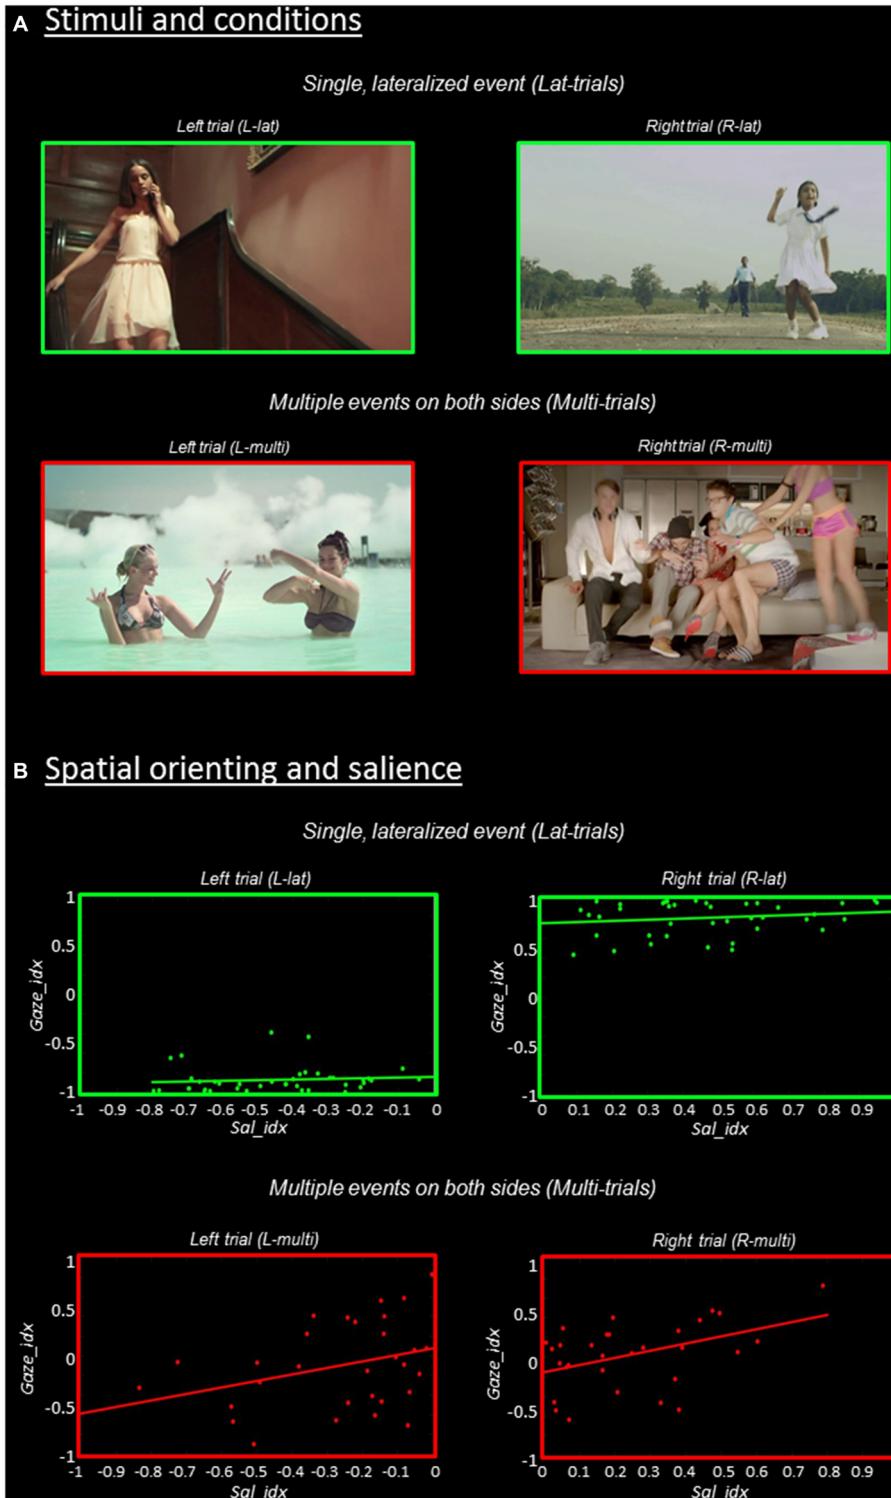 A Stimuli and conditions
Single, lateralized event (Lat-trials)
Left trial (L-lat)
Right trial (R-lat)
Multiple events on both sides (Multi-trials)
Left trial (L-multi)
Right trial (R-multi)
B Spatial orienting and salience
Single, lateralized event (Lat-trials)
Left trial (L-lat)
1
0.5
0
-0.5
-1
Gaze_idx
-1 -0.9 -0.8 -0.7 -0.6 -0.5 -0.4 -0.3 -0.2 -0.1 0
Sal_idx
Right trial (R-lat)
1
0.5
0
-0.5
-1
Gaze_idx
0 0.1 0.2 0.3 0.4 0.5 0.6 0.7 0.8 0.9
Sal_idx
Multiple events on both sides (Multi-trials)
Left trial (L-multi)
1
0.5
0
-0.5
-1
Gaze_idx
-1 -0.9 -0.8 -0.7 -0.6 -0.5 -0.4 -0.3 -0.2 -0.1 0
Sal_idx
Right trial (R-multi)
1
0.5
0
-0.5
-1
Gaze_idx
0 0.1 0.2 0.3 0.4 0.5 0.6 0.7 0.8 0.9
Sal_idx